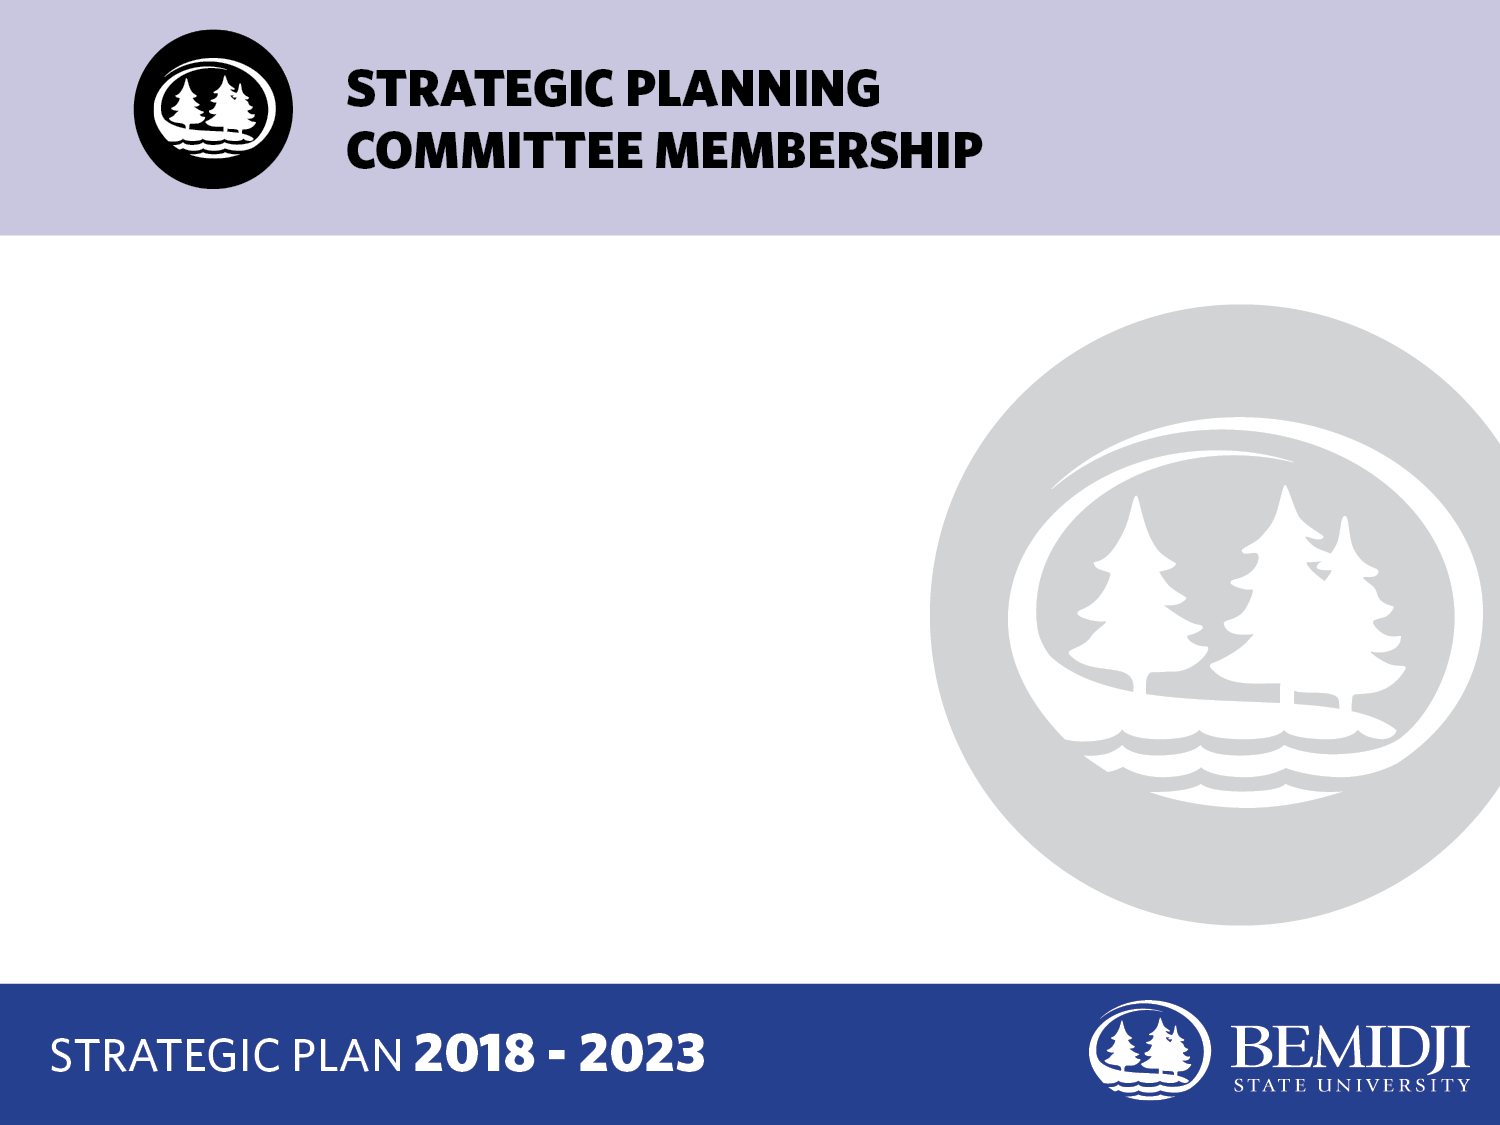 STRATEGIC PLANNING
COMMITTEE MEMBERSHIP
STRATEGIC PLAN 2018 - 2023
BEMIDJI
STATE UNIVERSITY